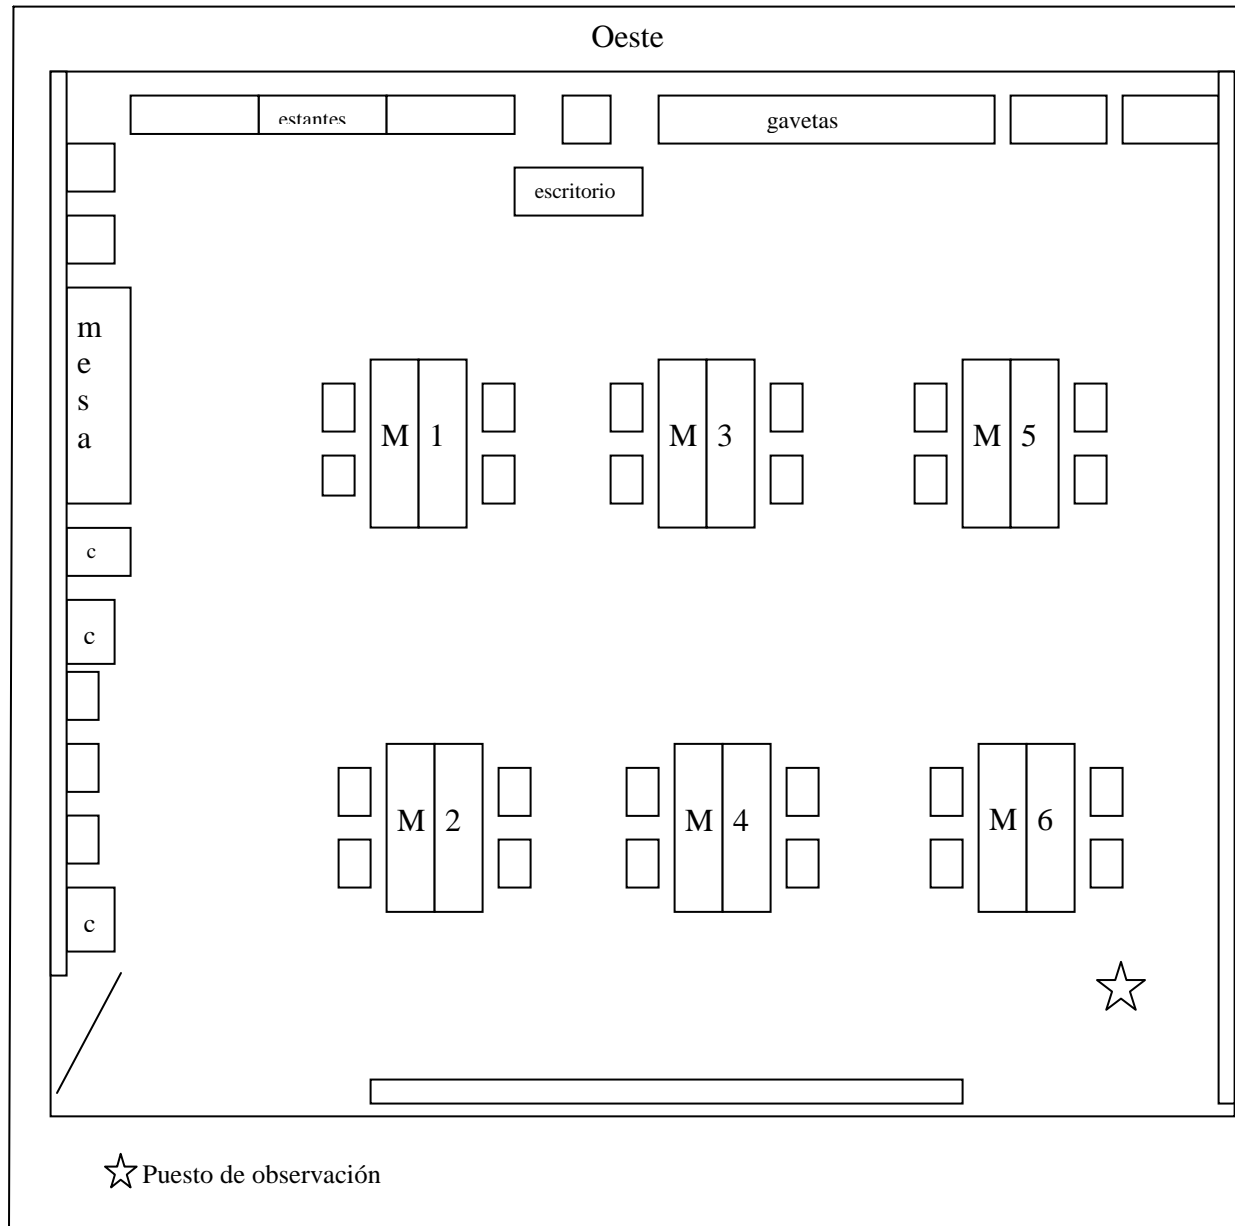 Oeste
estantes
gavetas
escritorio
m
e
s
a
M 1
M 3
M 5
c
c
M 2
M 4
M 6
c
Puesto de observación